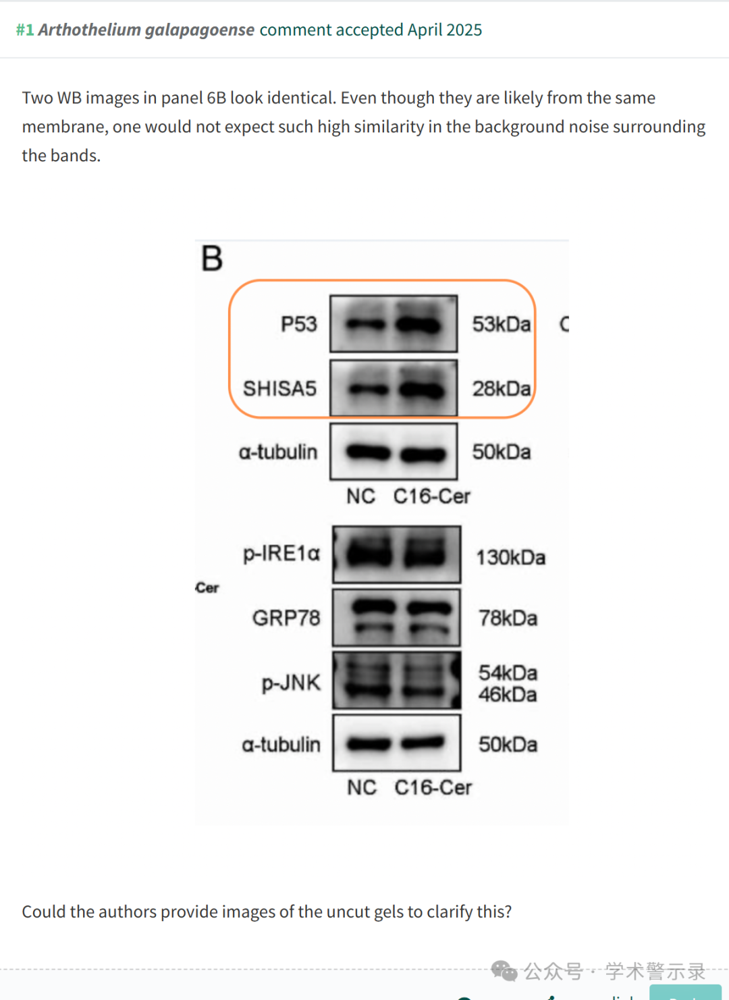 #1 Arthothelium galapagoense comment accepted April 2025
Two WB images in panel 6B look identical. Even though they are likely from the same
membrane, one would not expect such high similarity in the background noise surrounding
the bands.
B
P53 53kDa C
SHISA5 28kDa
α-tubulin 50kDa
NC C16-Cer
p-IRE1α 130kDa
Cer
GRP78 78kDa
p-JNK 54kDa
46kDa
α-tubulin 50kDa
NC C16-Cer
Could the authors provide images of the uncut gels to clarify this?
公众号 · 学术警示录